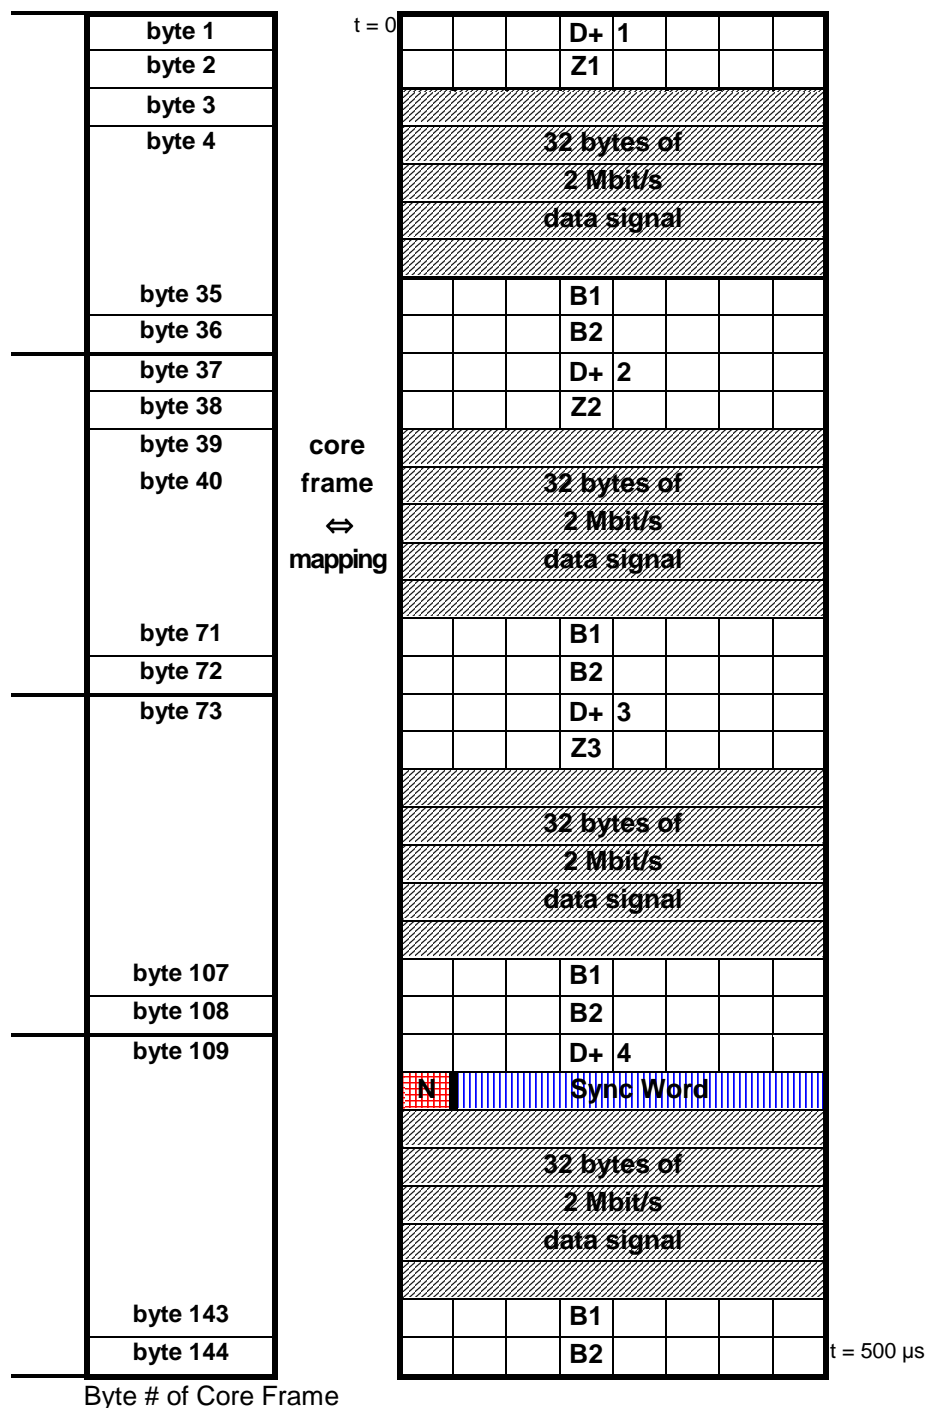 byte 1 t = 0 D+ 1
byte 2 Z1
byte 3
byte 4 32 bytes of
2 Mbit/s
data signal
byte 35 B1
byte 36 B2
byte 37 D+ 2
byte 38 Z2
byte 39 core
byte 40 frame 32 bytes of
⇔ 2 Mbit/s
mapping data signal
byte 71 B1
byte 72 B2
byte 73 D+ 3
Z3
32 bytes of
2 Mbit/s
data signal
byte 107 B1
byte 108 B2
byte 109 D+ 4
N Sync Word
32 bytes of
2 Mbit/s
data signal
byte 143 B1
byte 144 B2 t = 500 µs
Byte # of Core Frame